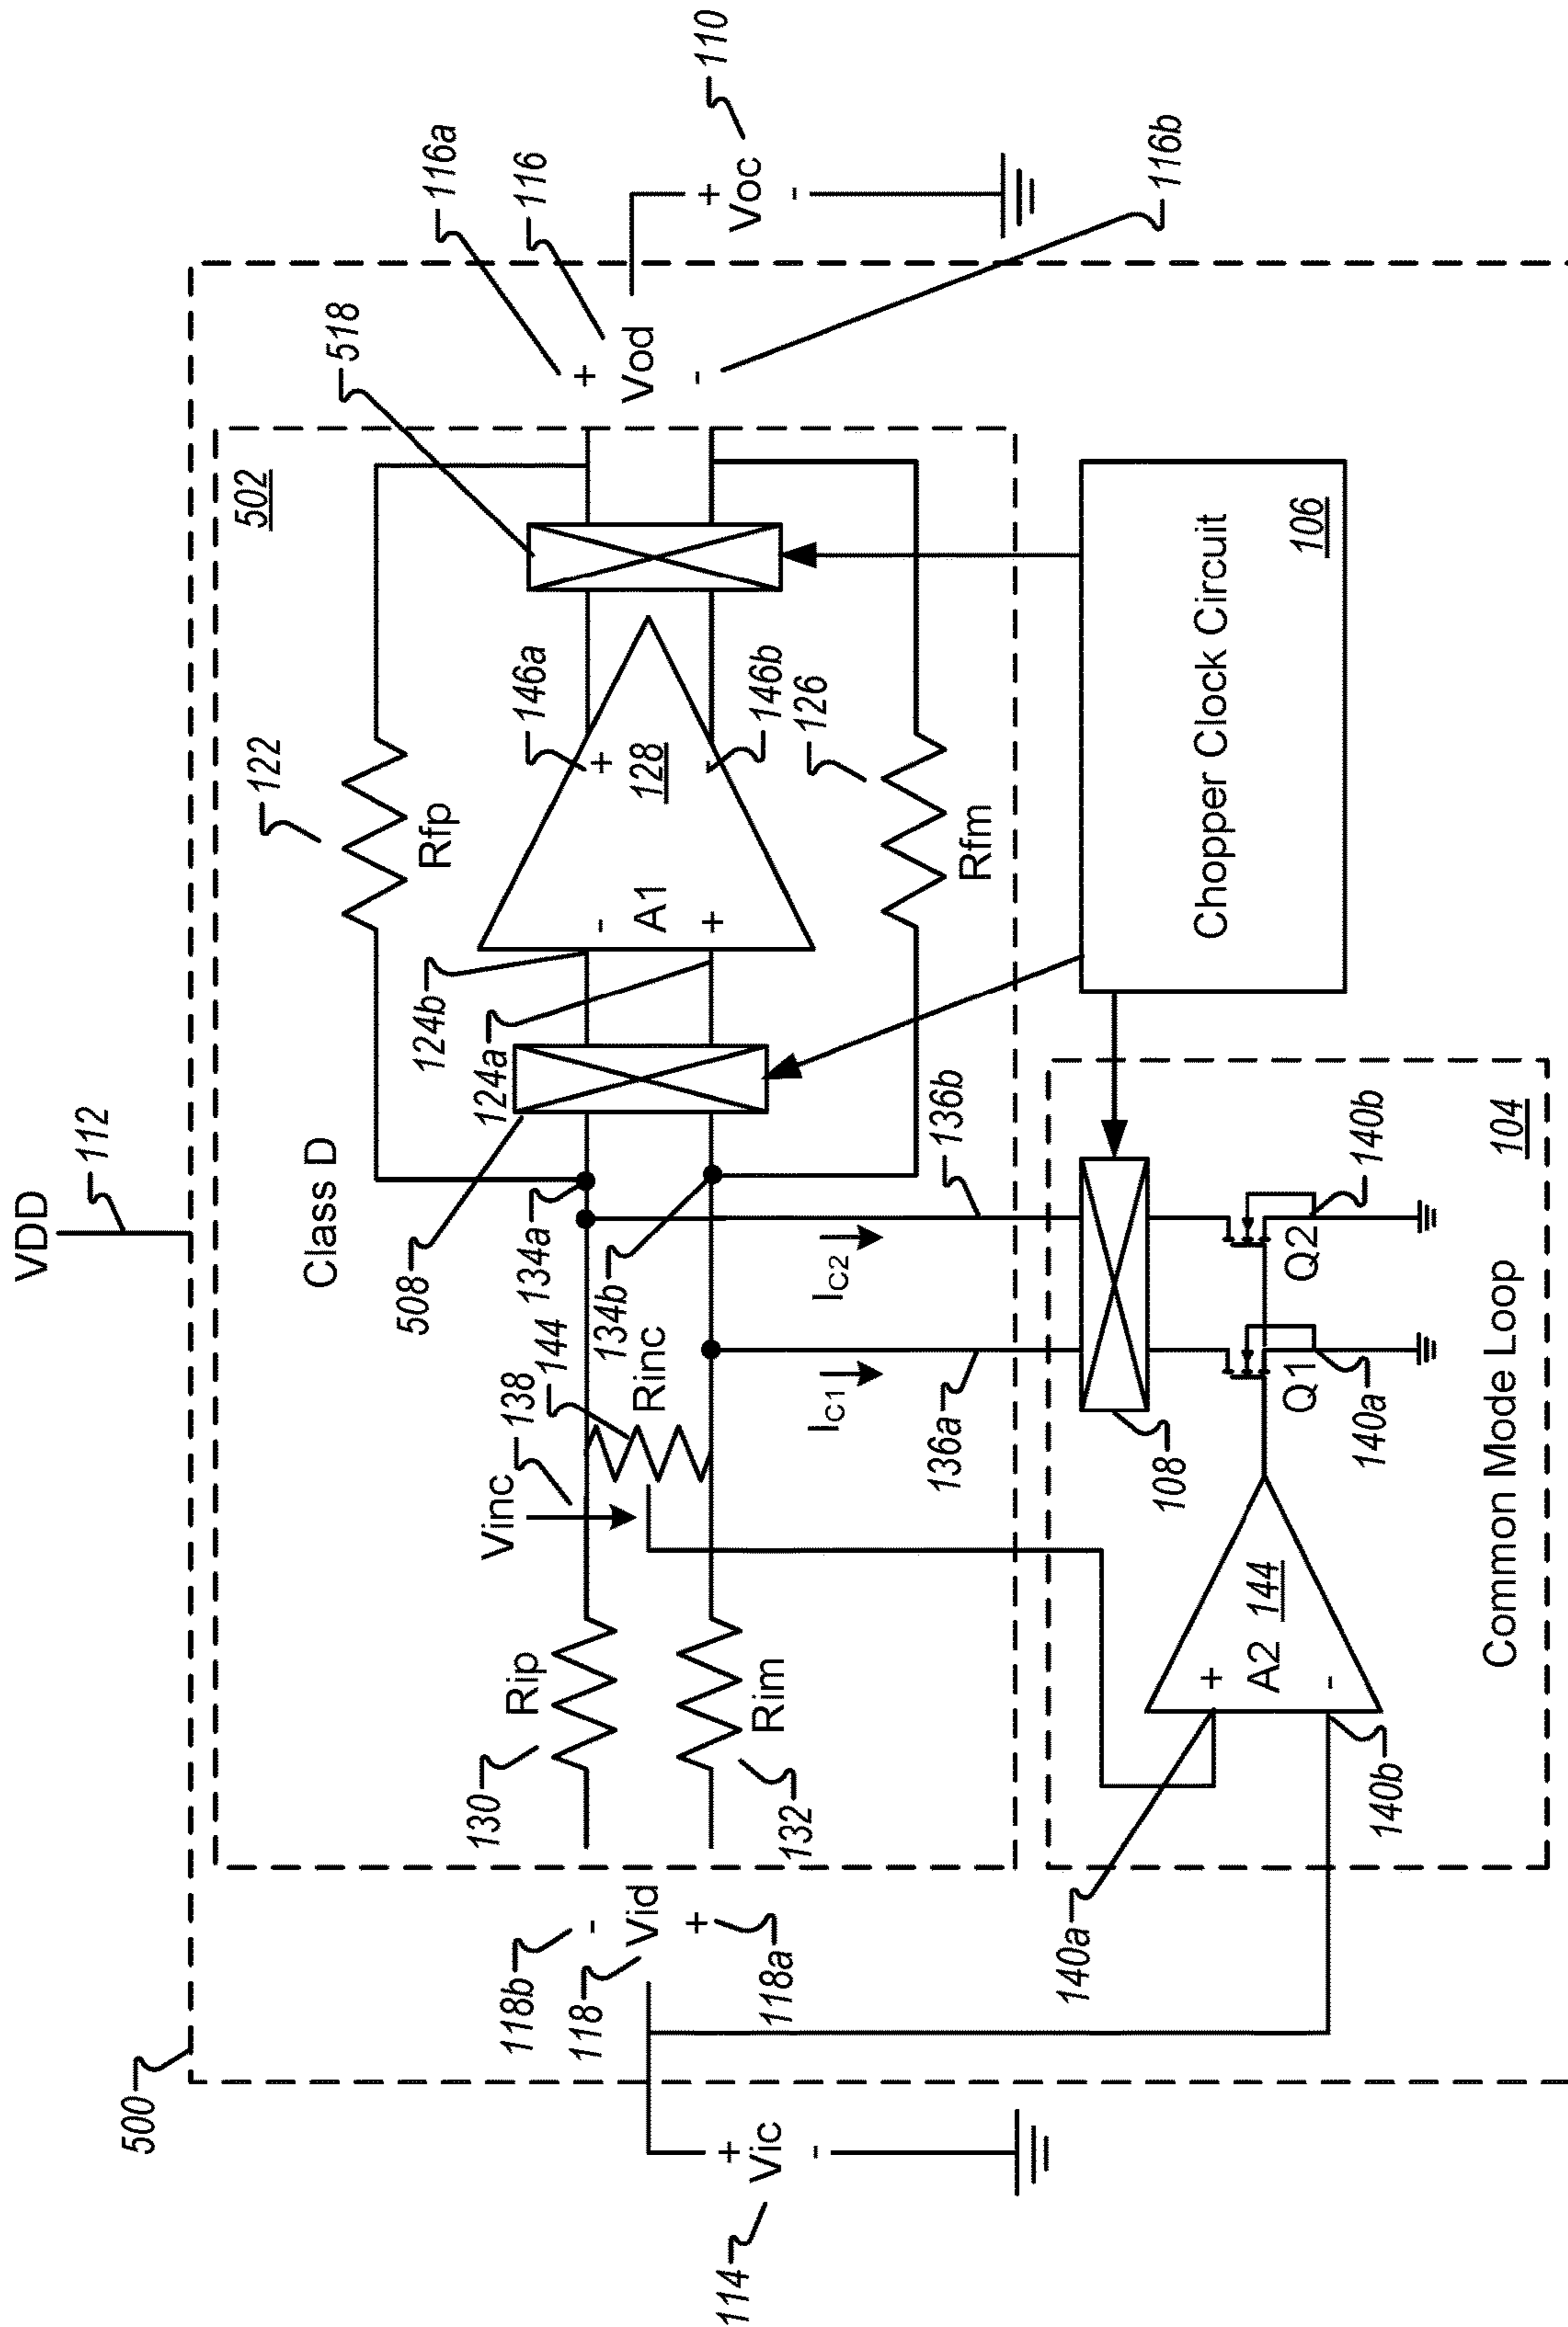 VDD
112
500
Class D
502
122
Rfp
518
116a
116
110
+
Vod
-
+
Voc
-
116b
130
Rip
Vinc
138
144
Rinc
134a
134b
508
124b
124a
-
A1
+
146a
+
128
-
146b
126
Rfm
132
Rim
118b
-
118
Vid
+
118a
114
+
Vic
-
IC1
136a
IC2
136b
108
Chopper Clock Circuit
106
140a
+
A2
144
-
140b
Q1
140a
Q2
140b
104
Common Mode Loop